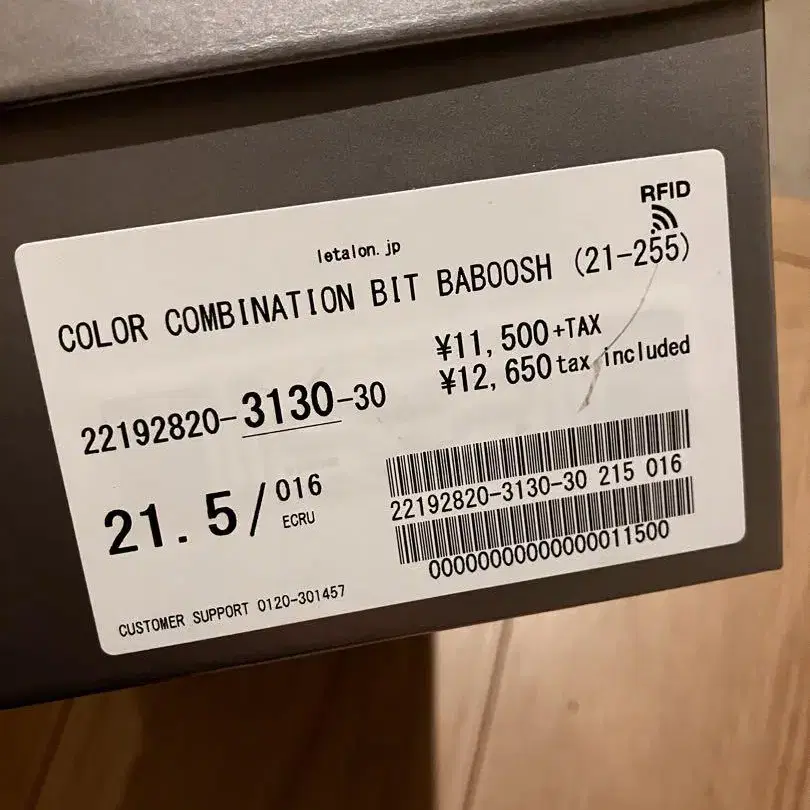 RFID
letalon.jp
COLOR COMBINATION BIT BABOOSH (21-255)
¥11,500+TAX
¥12,650tax included
22192820-3130-30
21.5/016
ECRU
22192820-3130-30 215 016
00000000000000011500
CUSTOMER SUPPORT 0120-301457